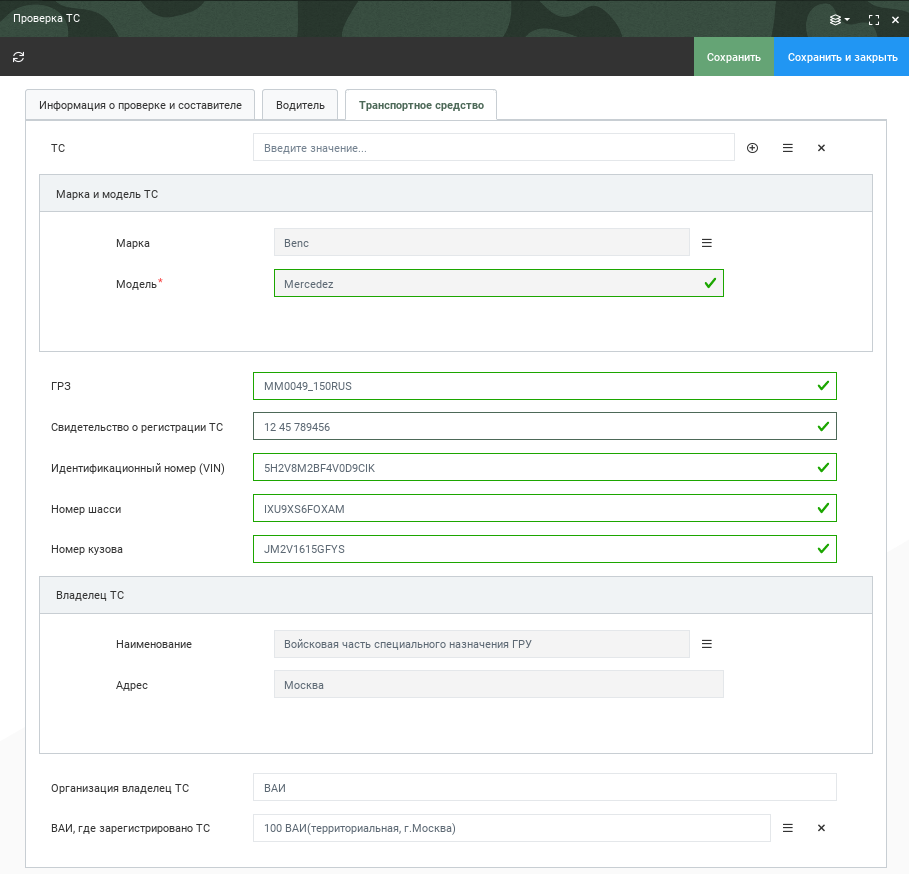 Проверка ТС
Сохранить
Сохранить и закрыть
Информация о проверке и составителе
Водитель
Транспортное средство
ТС
Введите значение...
Марка и модель ТС
Марка
Benc
Модель*
Mercedez
ГРЗ
MM0049_150RUS
Свидетельство о регистрации ТС
12 45 789456
Идентификационный номер (VIN)
5H2V8M2BF4V0D9CIK
Номер шасси
IXU9XS6FOXAM
Номер кузова
JM2V1615GFYS
Владелец ТС
Наименование
Войсковая часть специального назначения ГРУ
Адрес
Москва
Организация владелец ТС
ВАИ
ВАИ, где зарегистрировано ТС
100 ВАИ(территориальная, г.Москва)